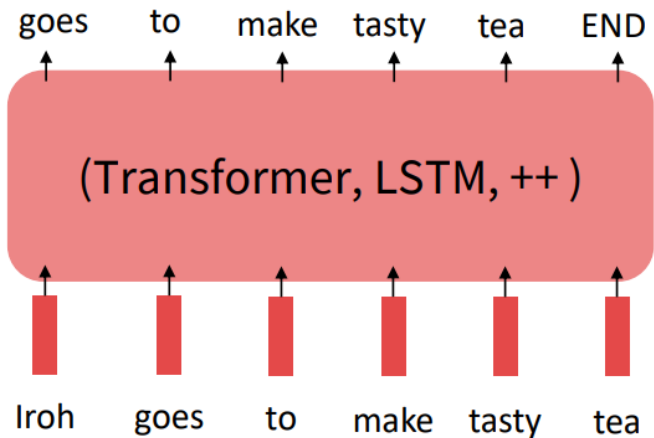 goes to make tasty tea END
(Transformer, LSTM, ++ )
Iroh goes to make tasty tea